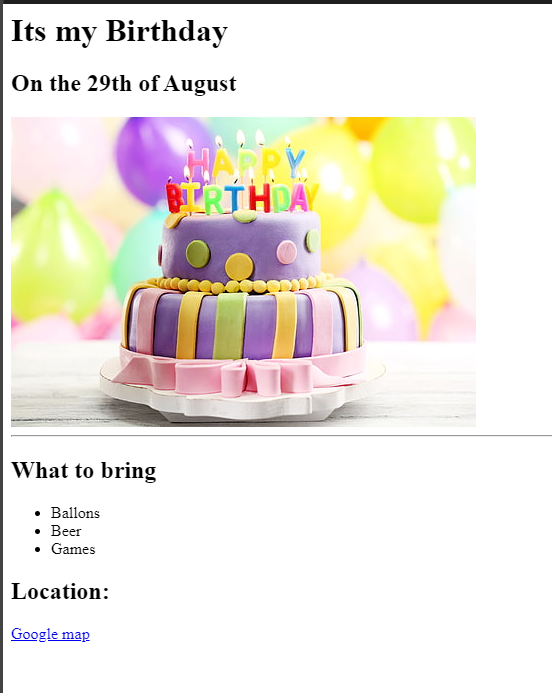 Its my Birthday
On the 29th of August
HAPPY
BIRTHDAY
What to bring
Ballons
Beer
Games
Location:
Google map